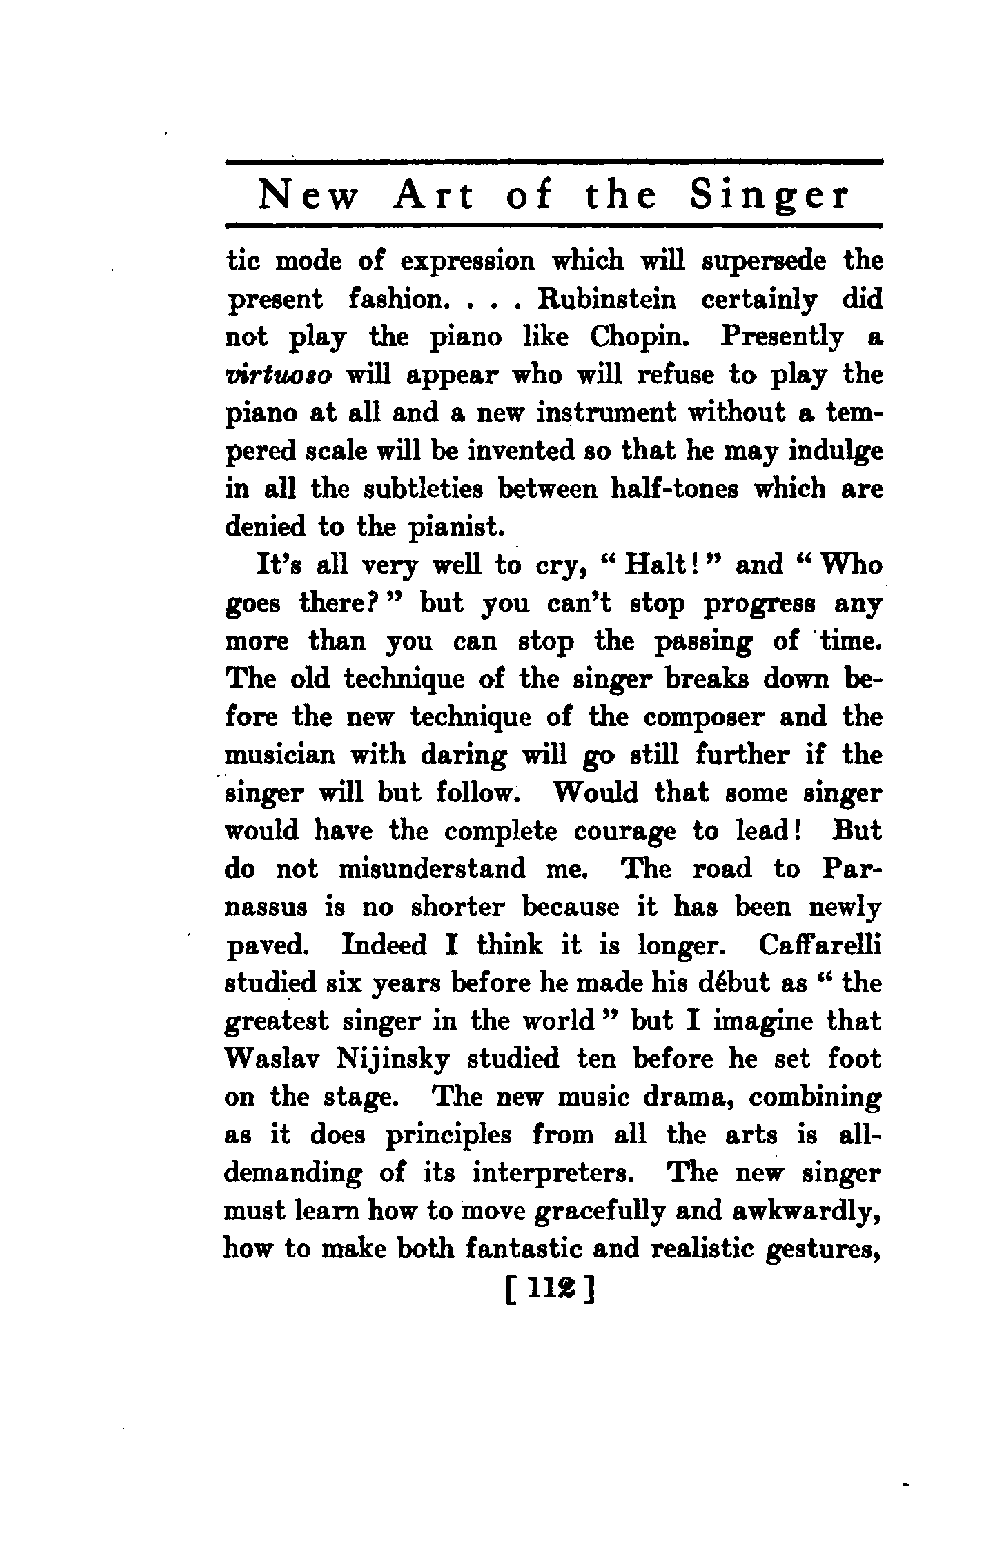 New Art of the Singer
tic mode of expression which will supersede the
present fashion. . . . Rubinstein certainly did
not play the piano like Chopin. Presently a
virtuoso will appear who will refuse to play the
piano at all and a new instrument without a tem-
pered scale will be invented so that he may indulge
in all the subtleties between half-tones which are
denied to the pianist.
It's all very well to cry, “ Halt! ” and “ Who
goes there? ” but you can't stop progress any
more than you can stop the passing of time.
The old technique of the singer breaks down be-
fore the new technique of the composer and the
musician with daring will go still further if the
singer will but follow. Would that some singer
would have the complete courage to lead! But
do not misunderstand me. The road to Par-
nassus is no shorter because it has been newly
paved. Indeed I think it is longer. Caffarelli
studied six years before he made his début as “ the
greatest singer in the world ” but I imagine that
Waslav Nijinsky studied ten before he set foot
on the stage. The new music drama, combining
as it does principles from all the arts is all-
demanding of its interpreters. The new singer
must learn how to move gracefully and awkwardly,
how to make both fantastic and realistic gestures,
[ 112 ]